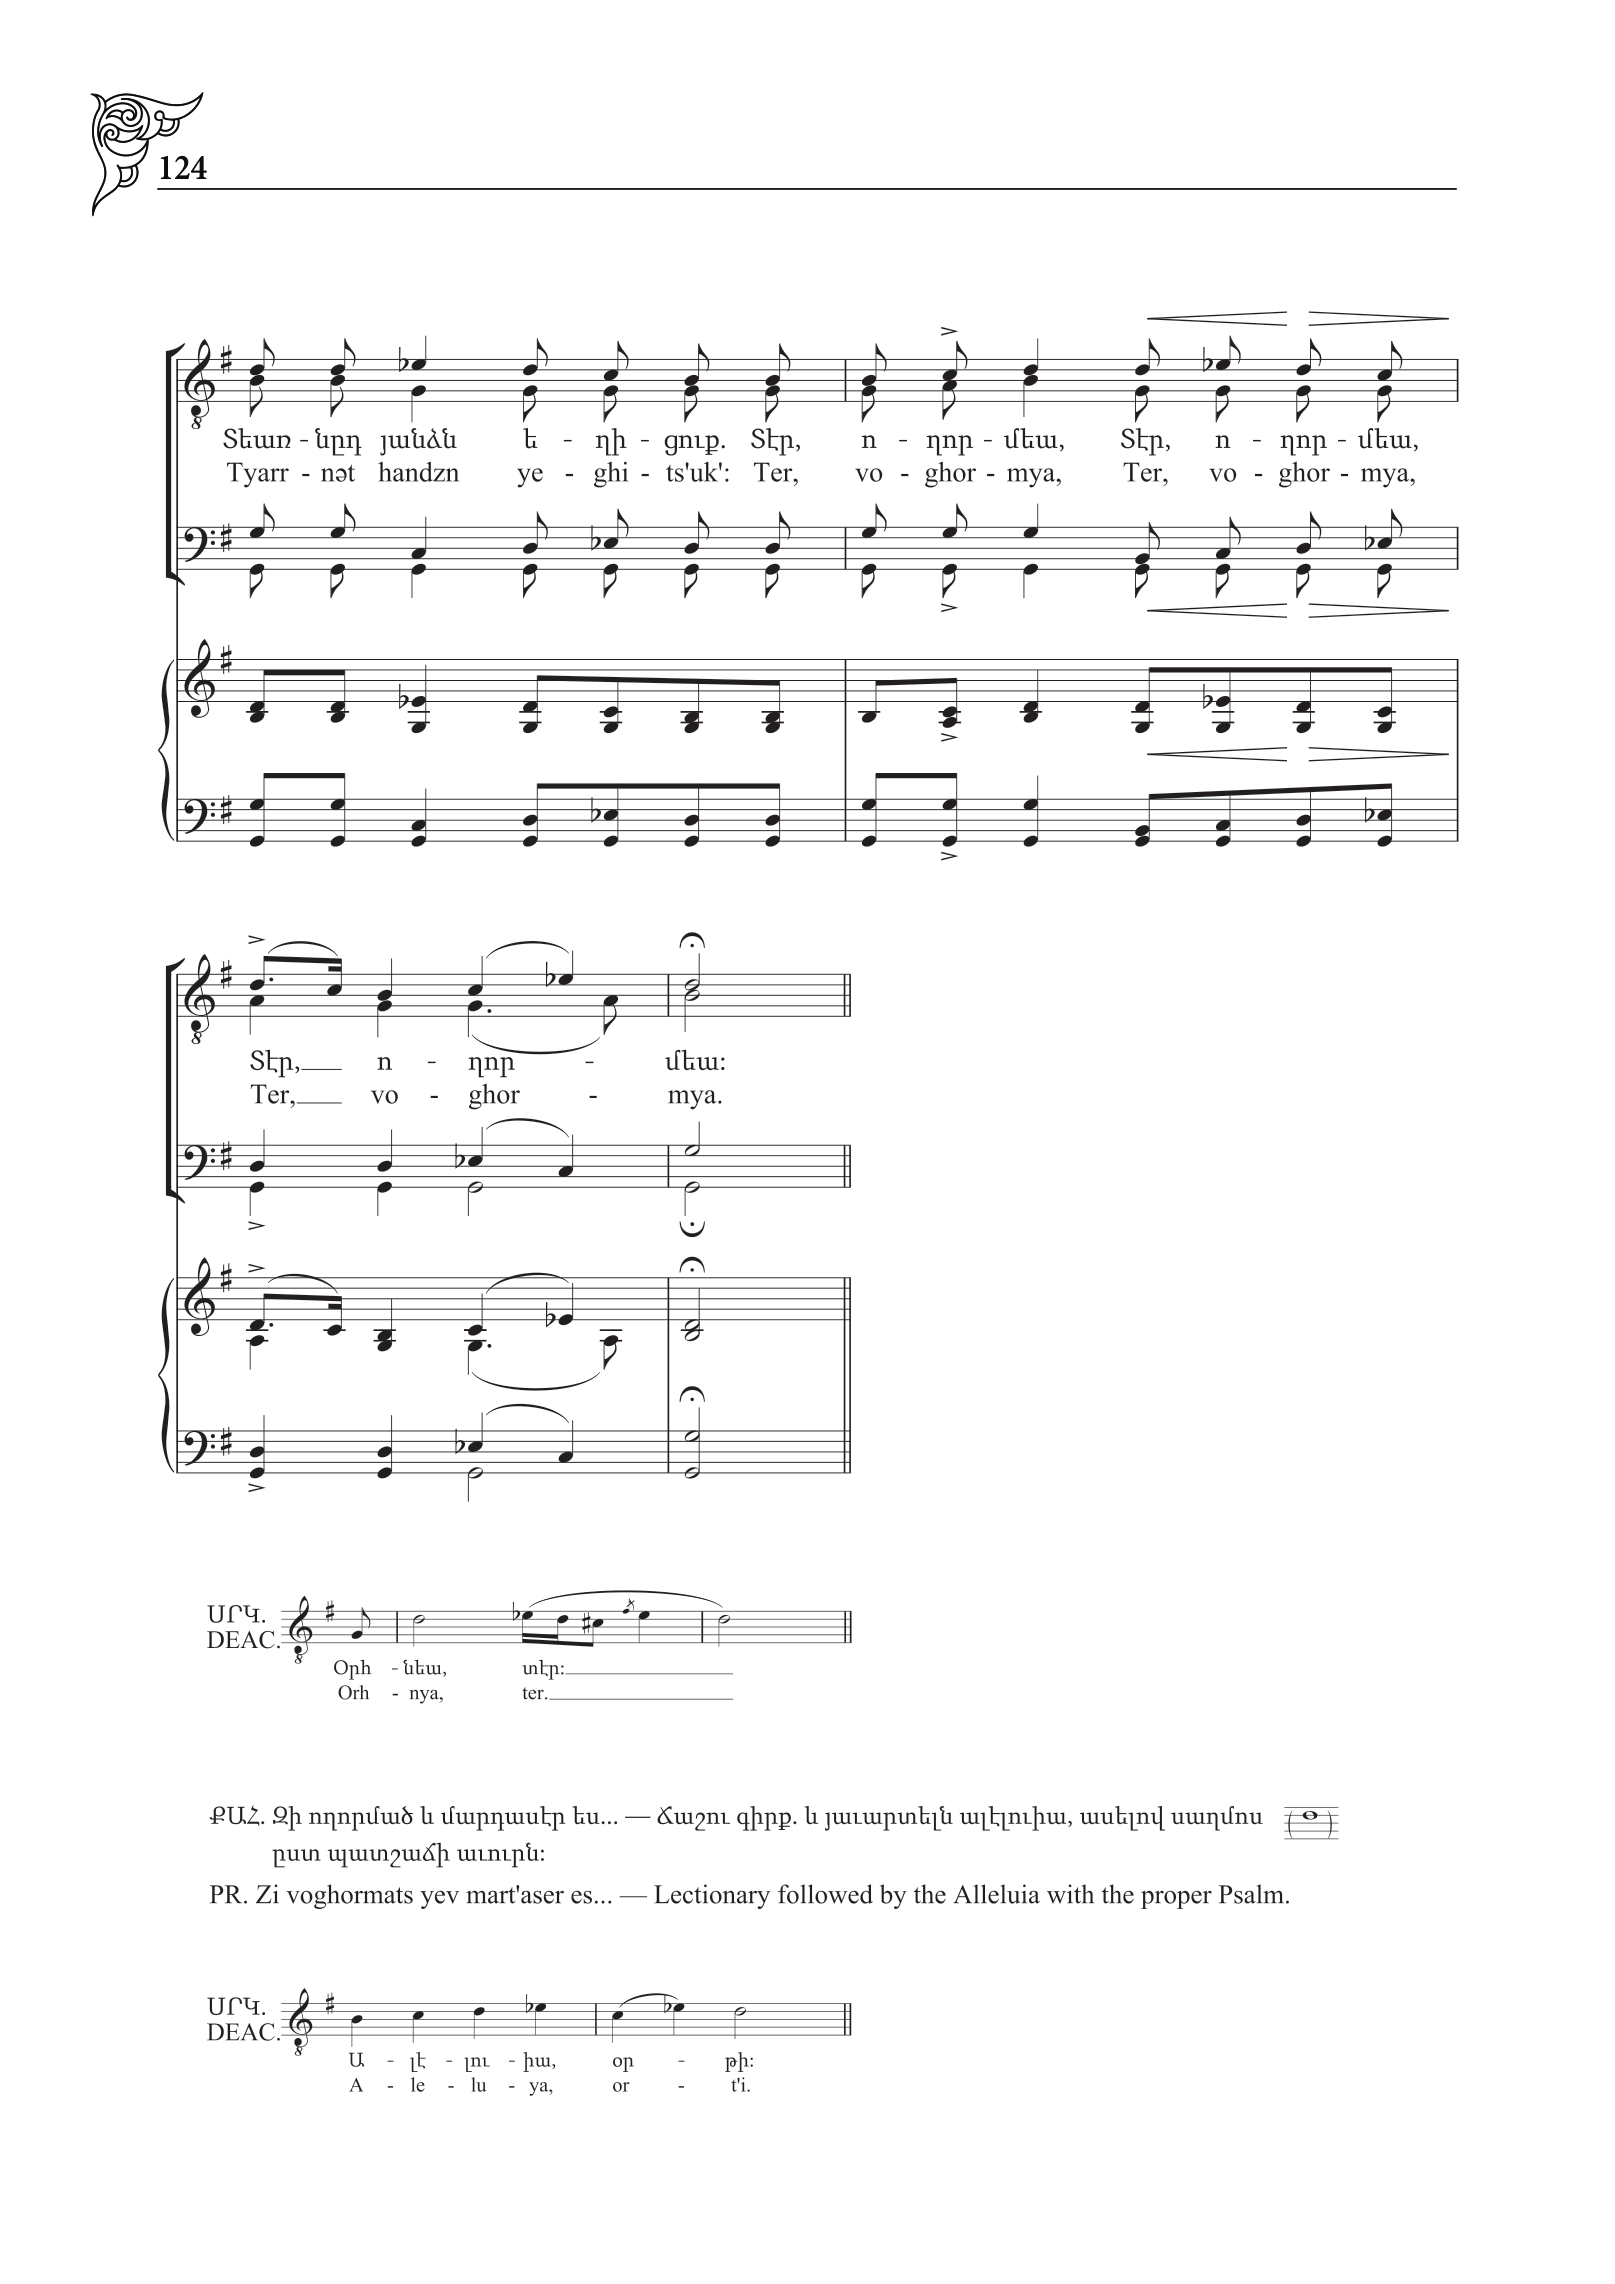 124
Տեառ - նըդ յանձն ե - ղի - ցուք. Տէր, ո - ղոր - մեա, Տէր, ո - ղոր - մեա,
Tyarr - nət handzn ye - ghi - ts'uk': Ter, vo - ghor - mya, Ter, vo - ghor - mya,
Տէր, ո - ղոր - մեա:
Ter, vo - ghor - mya.
ՍՐԿ.
DEAC.
Օրհ - նեա, տէր:
Orh - nya, ter.
ՔԱՀ. Զի ողորմած և մարդասէր ես... — Ճաշու գիրք. և յաւարտելն ալէլուիա, ասելով սաղմոս
ըստ պատշաճի աւուրն:
PR. Zi voghormats yev mart'aser es... — Lectionary followed by the Alleluia with the proper Psalm.
ՍՐԿ.
DEAC.
Ա - լէ - լու - իա, օր - թի:
A - le - lu - ya, or - t'i.